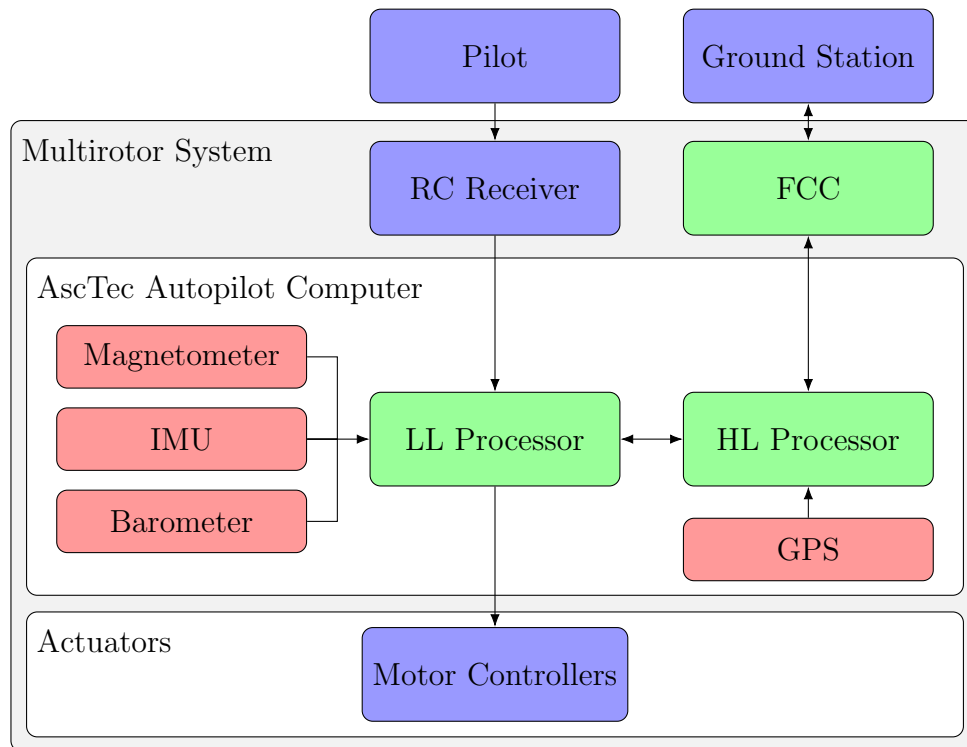 Pilot
Ground Station
Multirotor System
RC Receiver
FCC
AscTec Autopilot Computer
Magnetometer
IMU
LL Processor
HL Processor
Barometer
GPS
Actuators
Motor Controllers